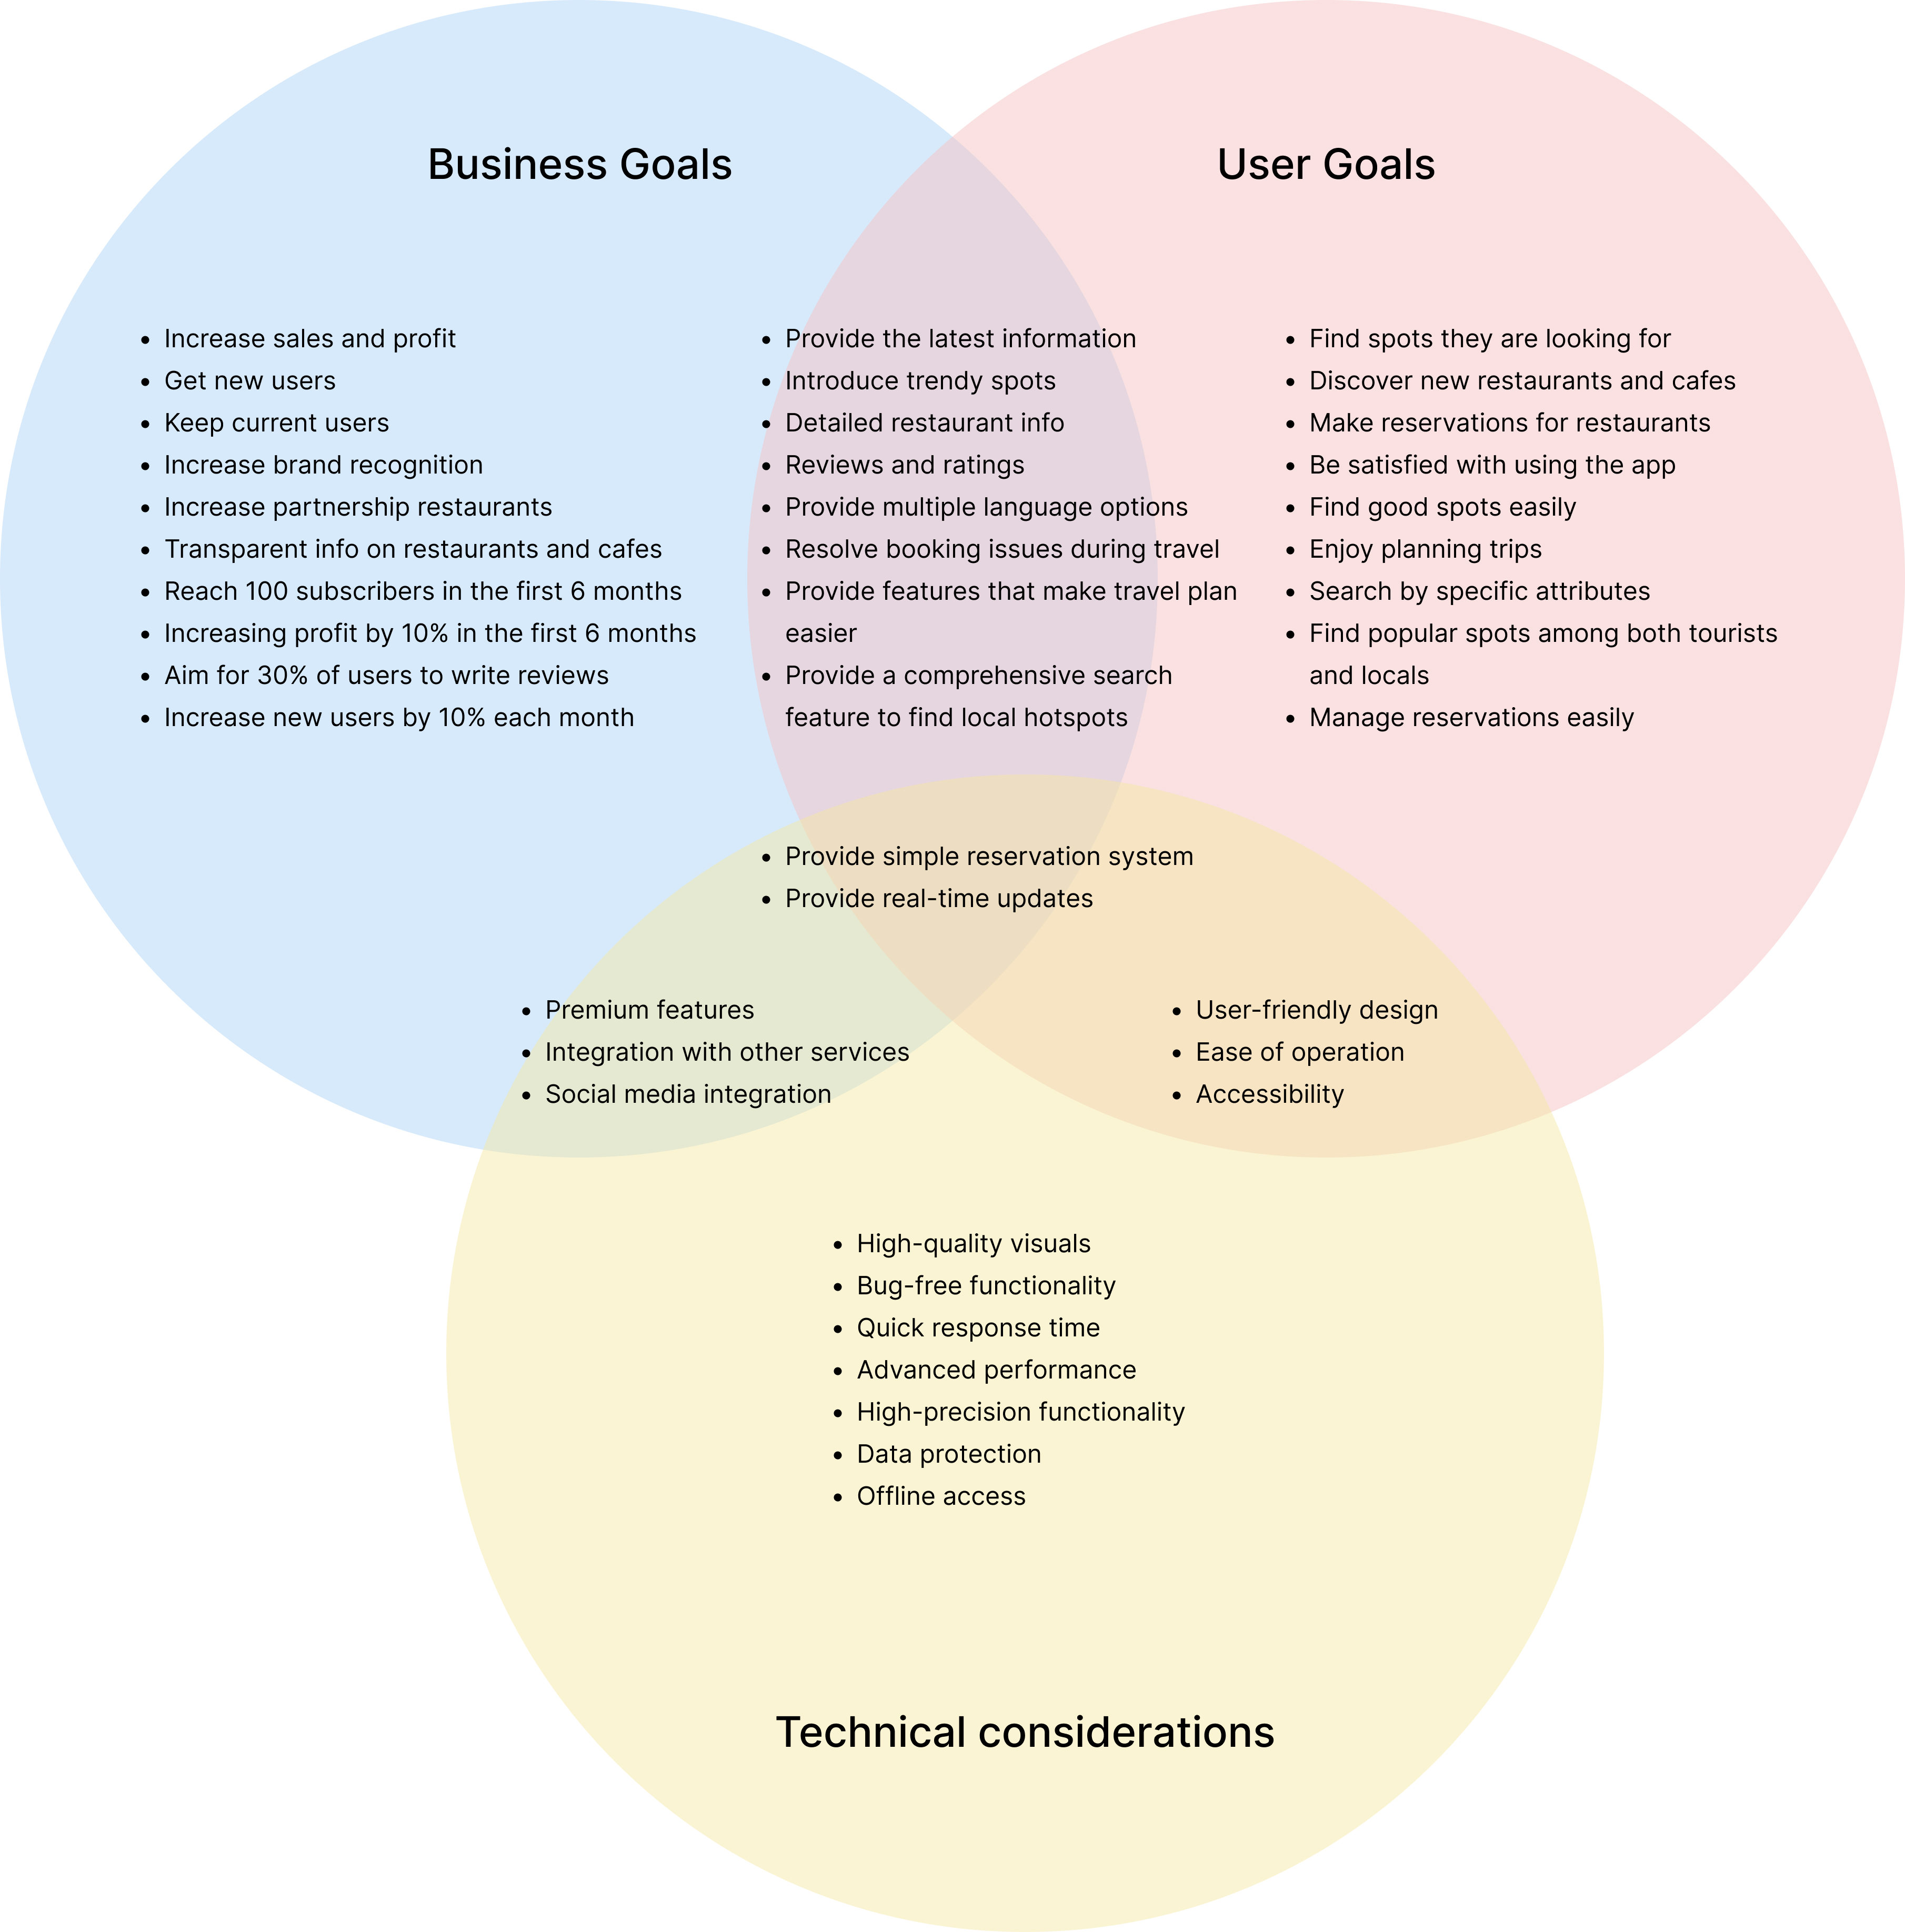 Business Goals
User Goals
• Increase sales and profit
• Get new users
• Keep current users
• Increase brand recognition
• Increase partnership restaurants
• Transparent info on restaurants and cafes
• Reach 100 subscribers in the first 6 months
• Increasing profit by 10% in the first 6 months
• Aim for 30% of users to write reviews
• Increase new users by 10% each month
• Provide the latest information
• Introduce trendy spots
• Detailed restaurant info
• Reviews and ratings
• Provide multiple language options
• Resolve booking issues during travel
• Provide features that make travel plan
easier
• Provide a comprehensive search
feature to find local hotspots
• Find spots they are looking for
• Discover new restaurants and cafes
• Make reservations for restaurants
• Be satisfied with using the app
• Find good spots easily
• Enjoy planning trips
• Search by specific attributes
• Find popular spots among both tourists
and locals
• Manage reservations easily
• Provide simple reservation system
• Provide real-time updates
• Premium features
• Integration with other services
• Social media integration
• User-friendly design
• Ease of operation
• Accessibility
• High-quality visuals
• Bug-free functionality
• Quick response time
• Advanced performance
• High-precision functionality
• Data protection
• Offline access
Technical considerations